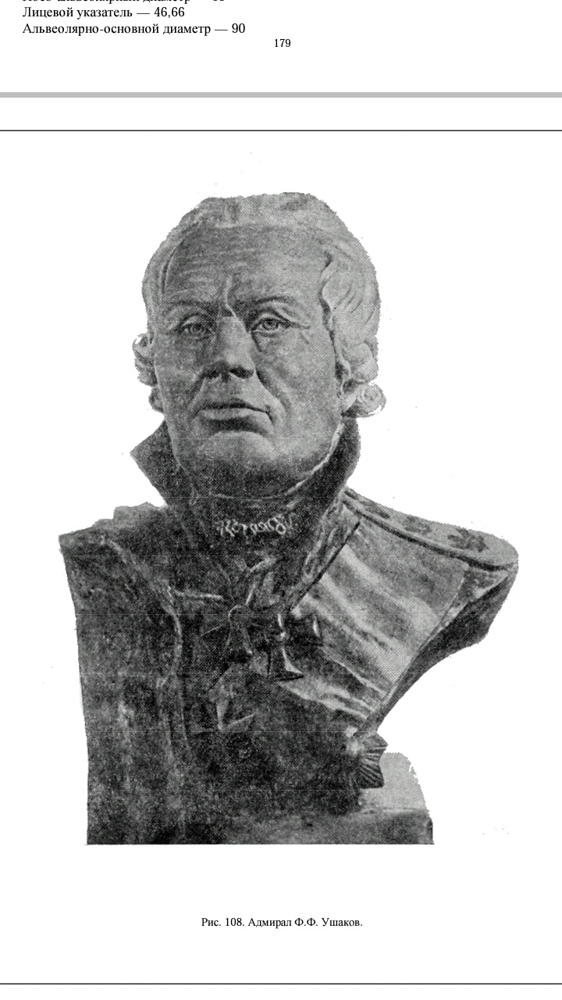 Лицевой указатель — 46,66
Альвеолярно-основной диаметр — 90
179
Рис. 108. Адмирал Ф.Ф. Ушаков.